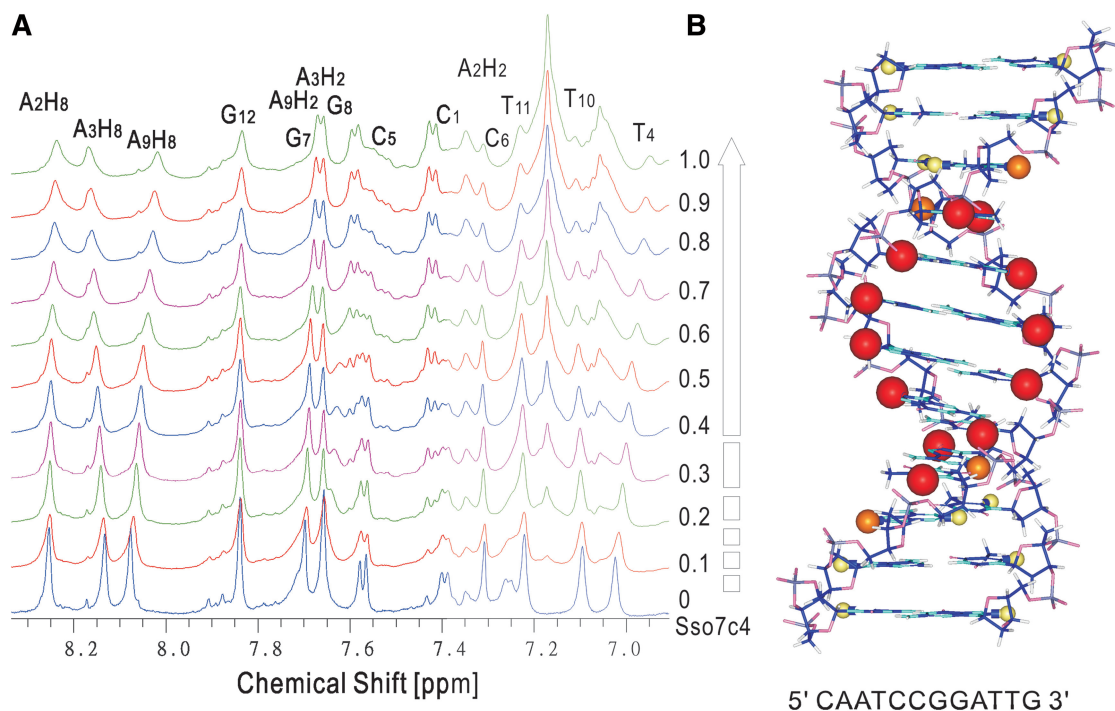 A
B
A3H2
A2H2
A9H2 G8
A2H8
G12
T11
T10
A3H8
C1
A9H8
G7
C5
C6
T4
1.0
0.9
0.8
0.7
0.6
0.5
0.4
0.3
0.2
0.1
0
Sso7c4
8.2 8.0 7.8 7.6 7.4 7.2 7.0
Chemical Shift [ppm]
5' CAATCCGGATTG 3'